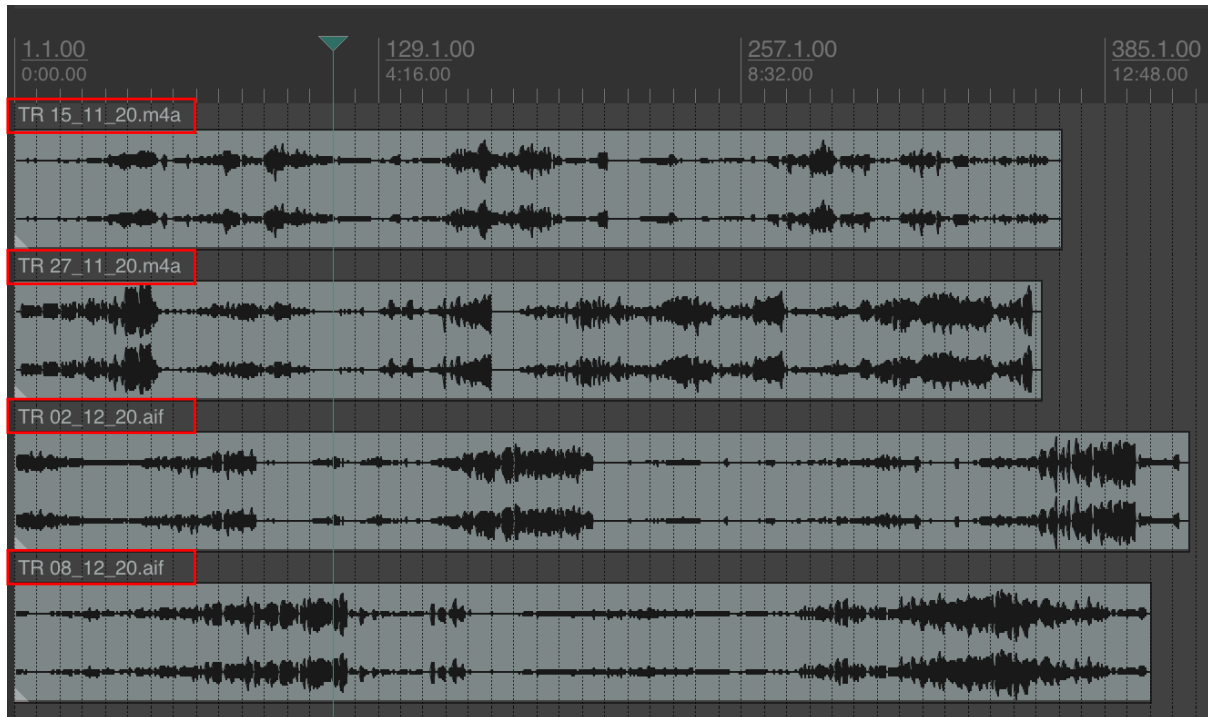 1.1.00 129.1.00 257.1.00 385.1.00
0:00.00 4:16.00 8:32.00 12:48.00
TR 15_11_20.m4a
TR 27_11_20.m4a
TR 02_12_20.aif
TR 08_12_20.aif